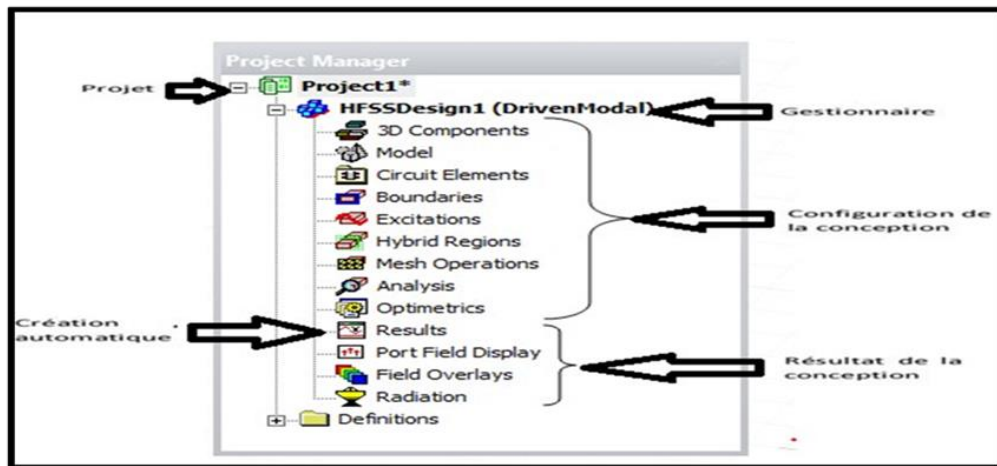 Project Manager
Projet
Project1*
HFSSDesign1 (DrivenModal)
Gestionnaire
3D Components
Model
Circuit Elements
Boundaries
Excitations
Configuration de
la conception
Hybrid Regions
Mesh Operations
Analysis
Optimetrics
Création
automatique
Results
Port Field Display
Field Overlays
Résultat de la
conception
Radiation
Definitions